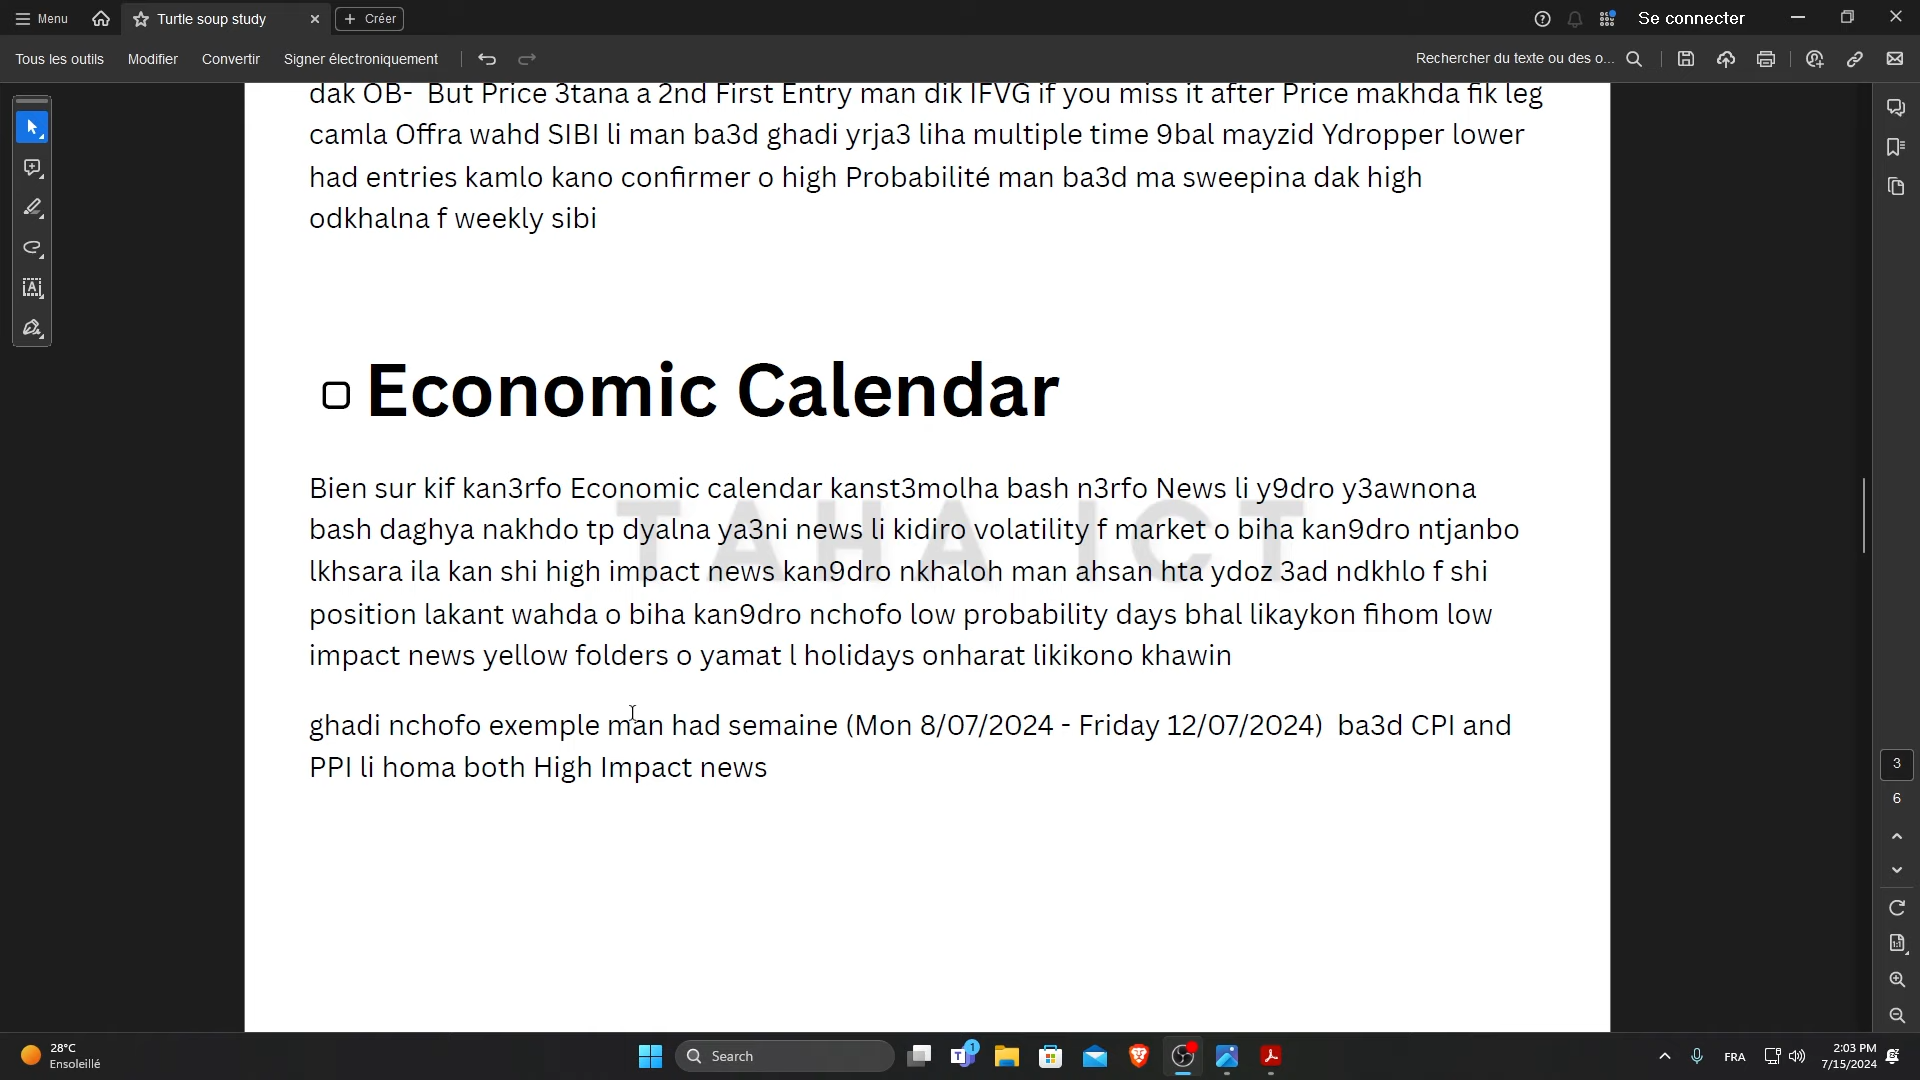 Menu
Turtle soup study
Créer
Se connecter
Tous les outils
Modifier
Convertir
Signer électroniquement
Rechercher du texte ou des o...
dak OB- But Price 3tana a 2nd First Entry man dik IFVG if you miss it after Price makhda fik leg
camla Offra wahd SIBI li man ba3d ghadi yrja3 liha multiple time 9bal mayzid Ydropper lower
had entries kamlo kano confirmer o high Probabilité man ba3d ma sweepina dak high
odkhalna f weekly sibi
Economic Calendar
TAHA ICT
Bien sur kif kan3rfo Economic calendar kanst3molha bash n3rfo News li y9dro y3awnona
bash daghya nakhdo tp dyalna ya3ni news li kidiro volatility f market o biha kan9dro ntjanbo
lkhsara ila kan shi high impact news kan9dro nkhaloh man ahsan hta ydoz 3ad ndkhlo f shi
position lakant wahda o biha kan9dro nchofo low probability days bhal likaykon fihom low
impact news yellow folders o yamat l holidays onharat likikono khawin
ghadi nchofo exemple man had semaine (Mon 8/07/2024 - Friday 12/07/2024) ba3d CPI and
PPI li homa both High Impact news
3
6
28°C
Ensoleillé
Search
1
FRA
2:03 PM
7/15/2024